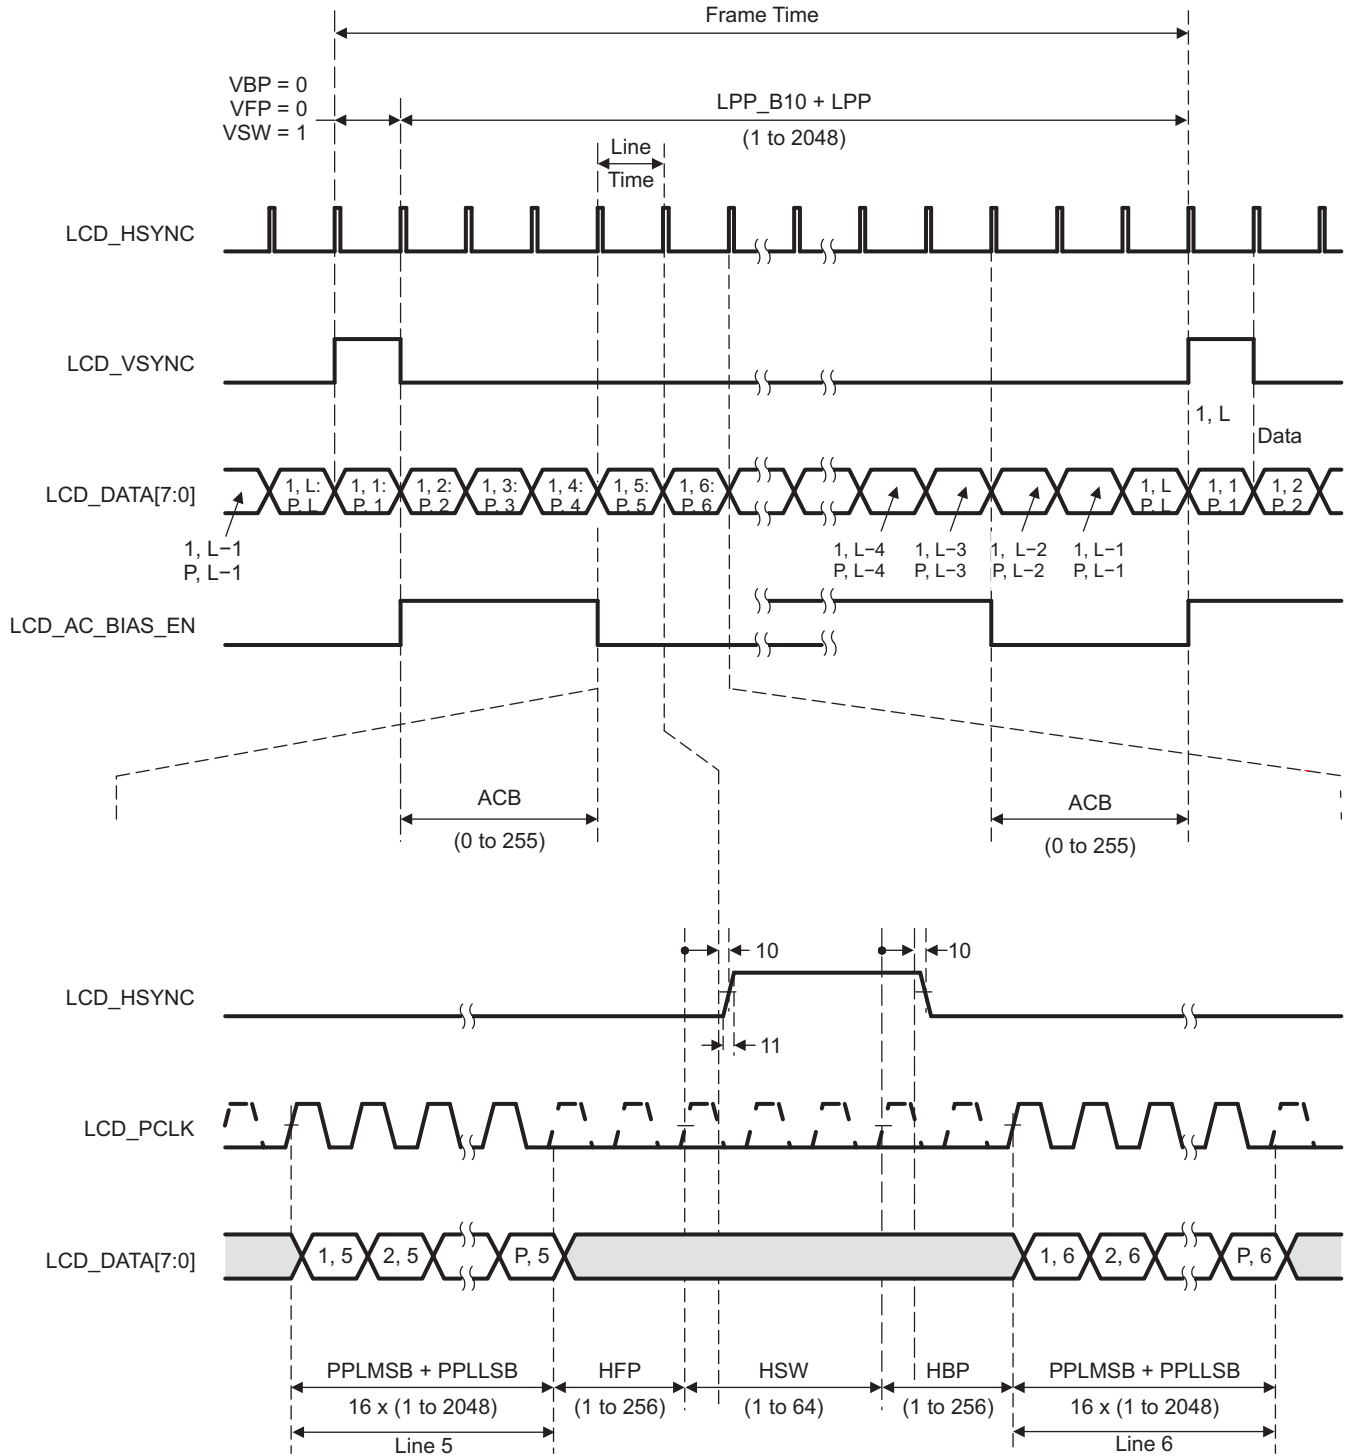 Frame Time
VBP = 0
VFP = 0
VSW = 1
LPP_B10 + LPP
(1 to 2048)
Line
Time
LCD_HSYNC
LCD_VSYNC
1, L
Data
LCD_DATA[7:0]
1, L: 1, 1: 1, 2: 1, 3: 1, 4: 1, 5: 1, 6: 1, L 1, 1 1, 2
P, L P, 1 P, 2 P, 3 P, 4 P, 5 P, 6 P, L P, 1 P, 2
1, L−1 1, L−4 1, L−3 1, L−2 1, L−1
P, L−1 P, L−4 P, L−3 P, L−2 P, L−1
LCD_AC_BIAS_EN
ACB ACB
(0 to 255) (0 to 255)
10 10
LCD_HSYNC
11
LCD_PCLK
LCD_DATA[7:0] 1, 5 2, 5 P, 5 1, 6 2, 6 P, 6
PPLMSB + PPLLSB HFP HSW HBP PPLMSB + PPLLSB
16 x (1 to 2048) (1 to 256) (1 to 64) (1 to 256) 16 x (1 to 2048)
Line 5 Line 6